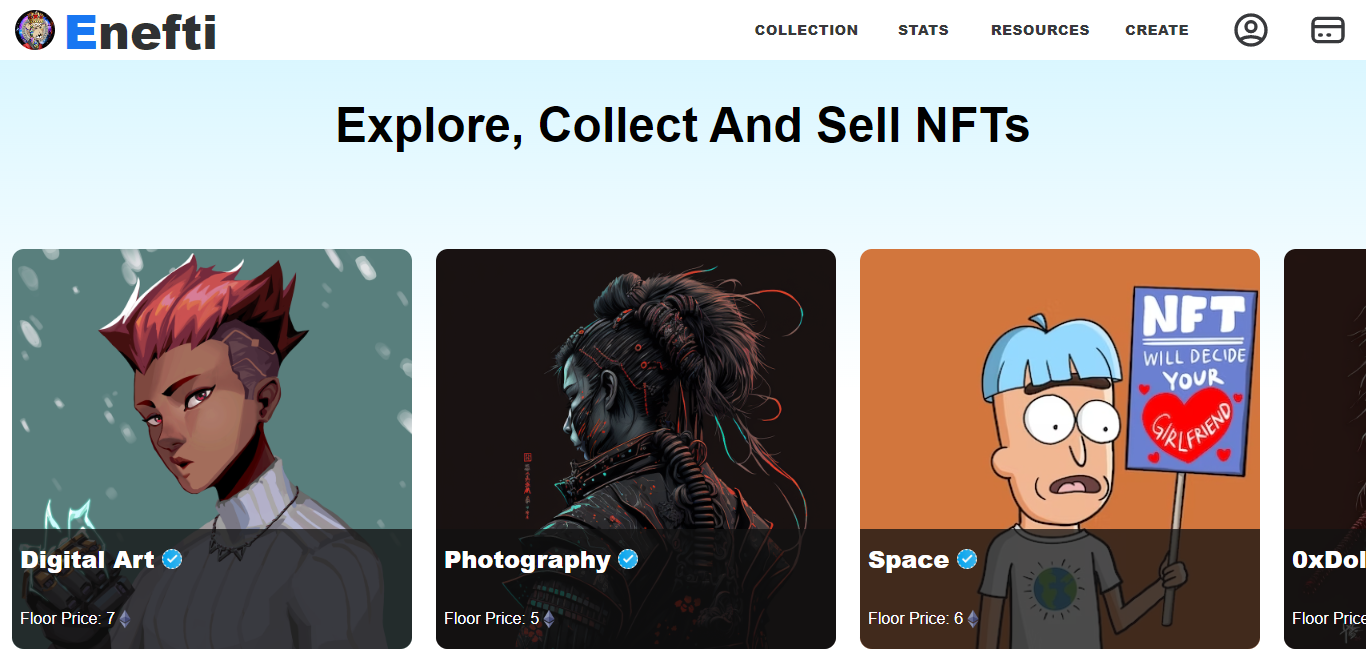 Enefti
COLLECTION STATS RESOURCES CREATE
Explore, Collect And Sell NFTs
NFT
WILL DECIDE
YOUR
GIRLFRIEND
Digital Art
Floor Price: 7
Photography
Floor Price: 5
Space
Floor Price: 6
0xDol
Floor Price